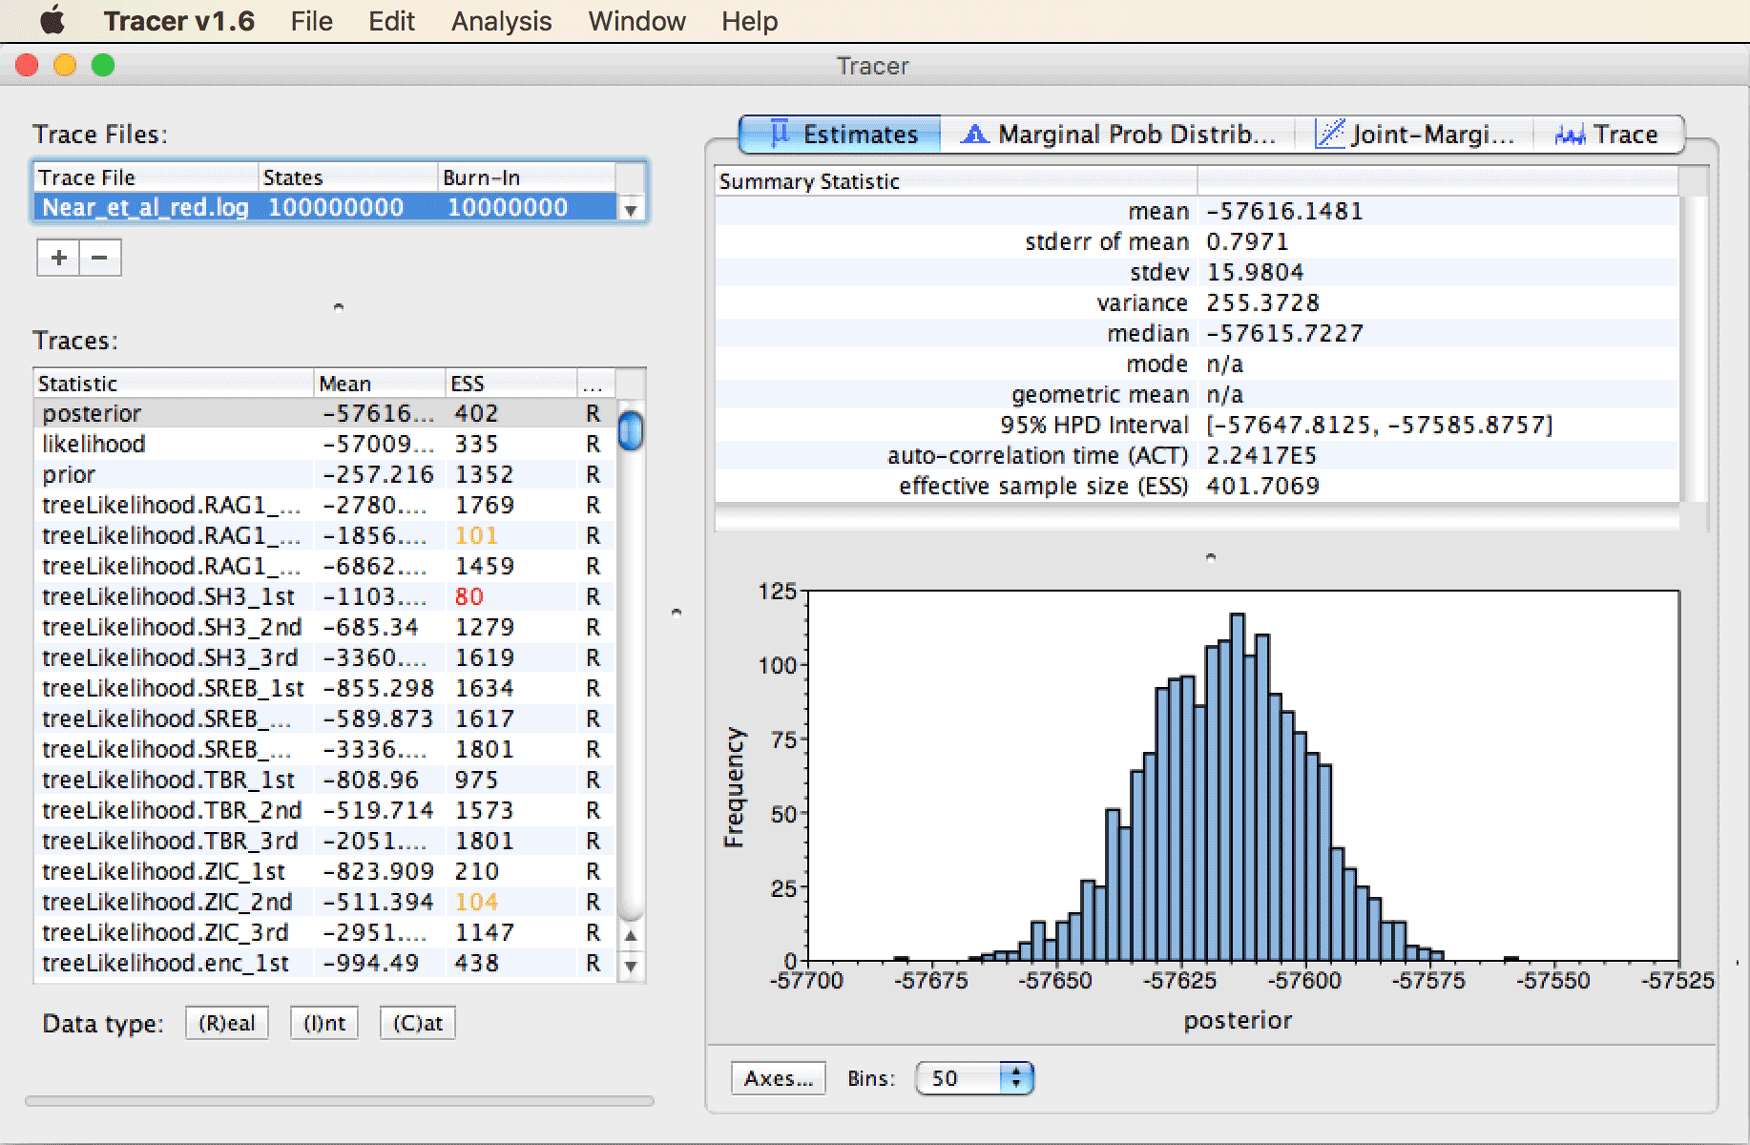 Tracer v1.6 File Edit Analysis Window Help
Tracer
Trace Files:
Trace File States Burn-In
Near_et_al_red.log 100000000 10000000
+ −
Traces:
Statistic Mean ESS ...
posterior -57616... 402 R
likelihood -57009... 335 R
prior -257.216 1352 R
treeLikelihood.RAG1_... -2780.... 1769 R
treeLikelihood.RAG1_... -1856.... 101 R
treeLikelihood.RAG1_... -6862.... 1459 R
treeLikelihood.SH3_1st -1103.... 80 R
treeLikelihood.SH3_2nd -685.34 1279 R
treeLikelihood.SH3_3rd -3360.... 1619 R
treeLikelihood.SREB_1st -855.298 1634 R
treeLikelihood.SREB_... -589.873 1617 R
treeLikelihood.SREB_... -3336.... 1801 R
treeLikelihood.TBR_1st -808.96 975 R
treeLikelihood.TBR_2nd -519.714 1573 R
treeLikelihood.TBR_3rd -2051.... 1801 R
treeLikelihood.ZIC_1st -823.909 210 R
treeLikelihood.ZIC_2nd -511.394 104 R
treeLikelihood.ZIC_3rd -2951.... 1147 R
treeLikelihood.enc_1st -994.49 438 R
Data type: (R)eal (I)nt (C)at
Estimates Marginal Prob Distrib... Joint-Margi... Trace
Summary Statistic
mean -57616.1481
stderr of mean 0.7971
stdev 15.9804
variance 255.3728
median -57615.7227
mode n/a
geometric mean n/a
95% HPD Interval [-57647.8125, -57585.8757]
auto-correlation time (ACT) 2.2417E5
effective sample size (ESS) 401.7069
125
100
75
50
25
0
Frequency
-57700 -57675 -57650 -57625 -57600 -57575 -57550 -57525
posterior
Axes... Bins: 50